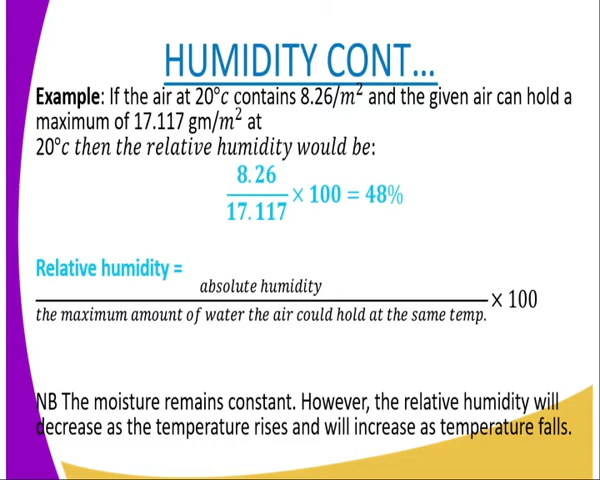 HUMIDITY CONT...
Example: If the air at 20°c contains 8.26/m² and the given air can hold a
maximum of 17.117 gm/m² at
20°c then the relative humidity would be:
8.26
17.117 × 100 = 48%
Relative humidity =
absolute humidity
the maximum amount of water the air could hold at the same temp. × 100
NB The moisture remains constant. However, the relative humidity will
decrease as the temperature rises and will increase as temperature falls.